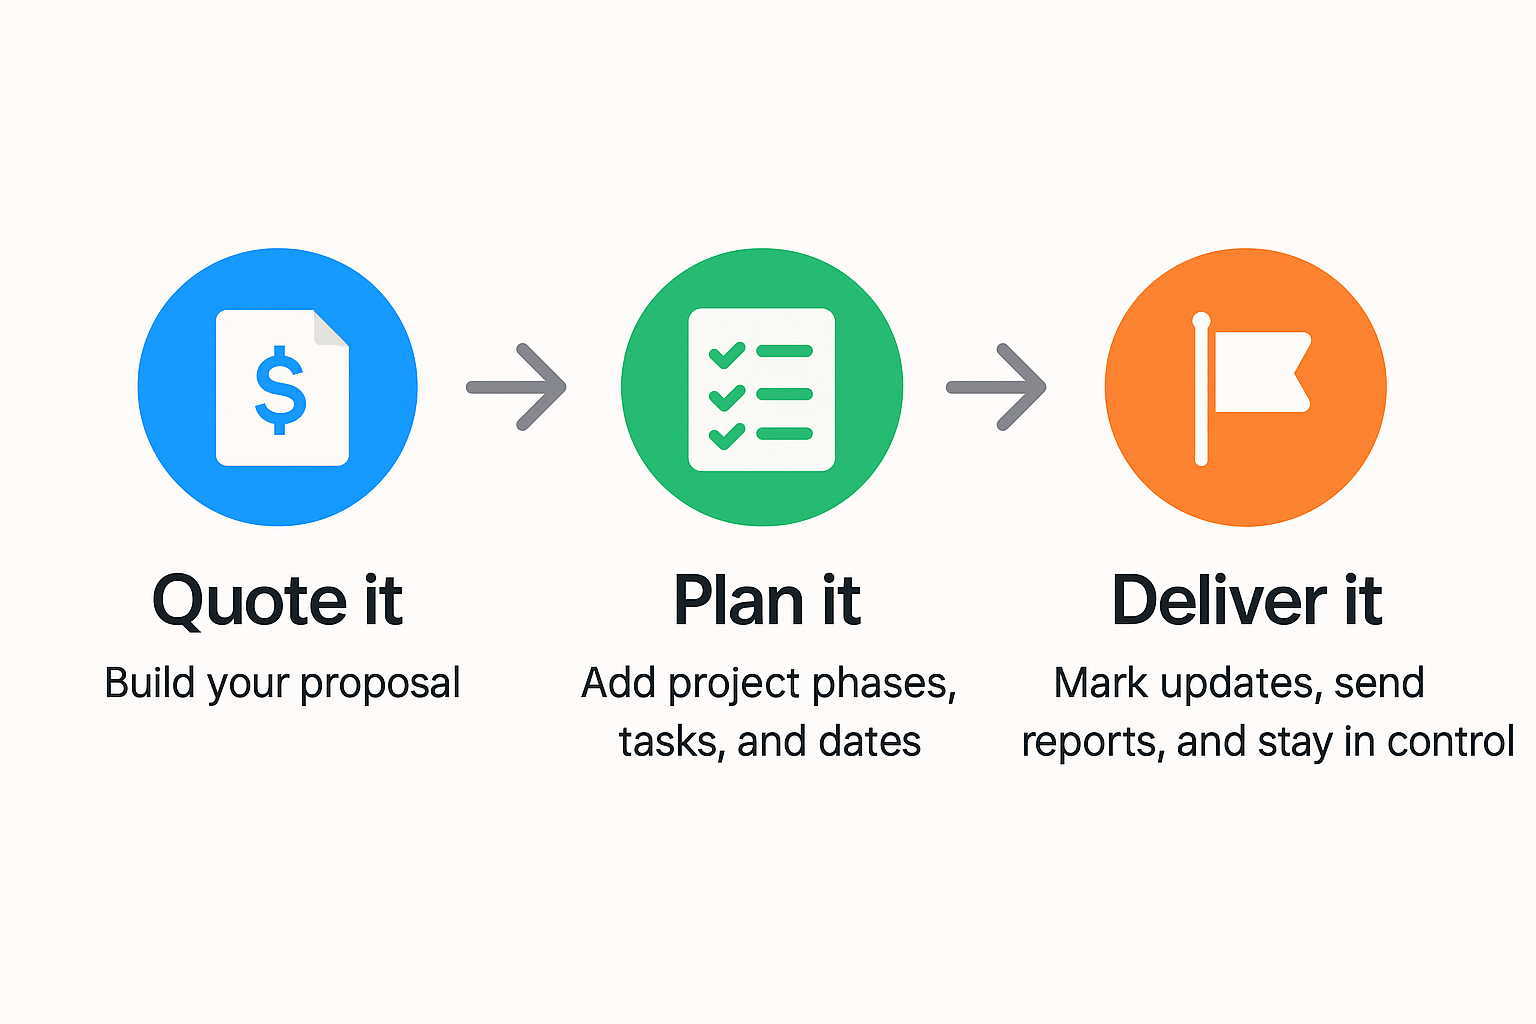 $
Quote it
Build your proposal
Plan it
Add project phases,
tasks, and dates
Deliver it
Mark updates, send
reports, and stay in control